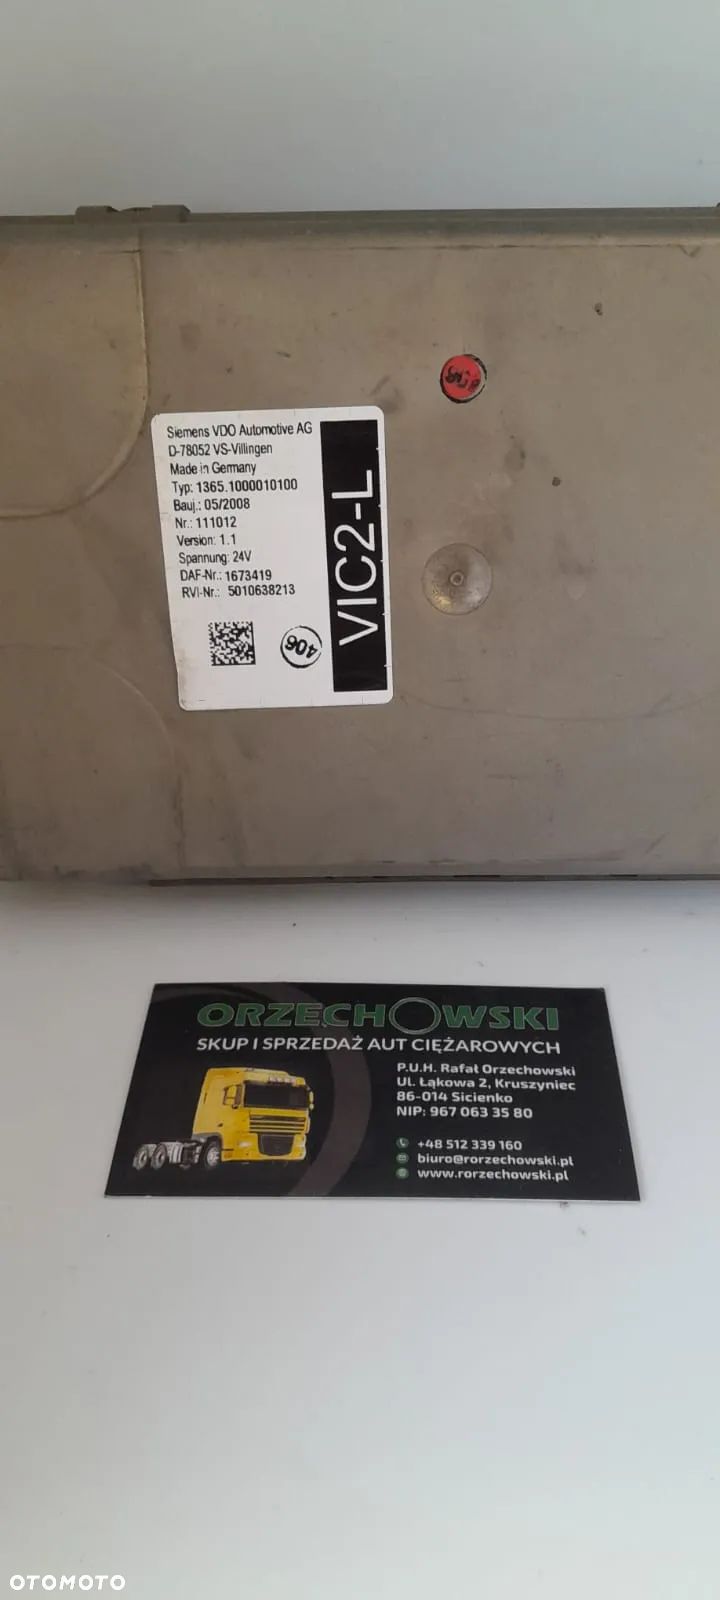 Siemens VDO Automotive AG
D-78052 VS-Villingen
Made in Germany
Typ: 1365.1000010100
Bauj.: 05/2008
Nr.: 111012
Version: 1.1
Spannung: 24V
DAF-Nr.: 1673419
RVI-Nr.: 5010638213
VIC2-L
406
ORZECHOWSKI
SKUP I SPRZEDAŻ AUT CIĘŻAROWYCH
P.U.H. Rafał Orzechowski
Ul. Łąkowa 2, Kruszyniec
86-014 Sicienko
NIP: 967 063 35 80
+48 512 339 160
biuro@rorzechowski.pl
www.rorzechowski.pl
OTOMOTO